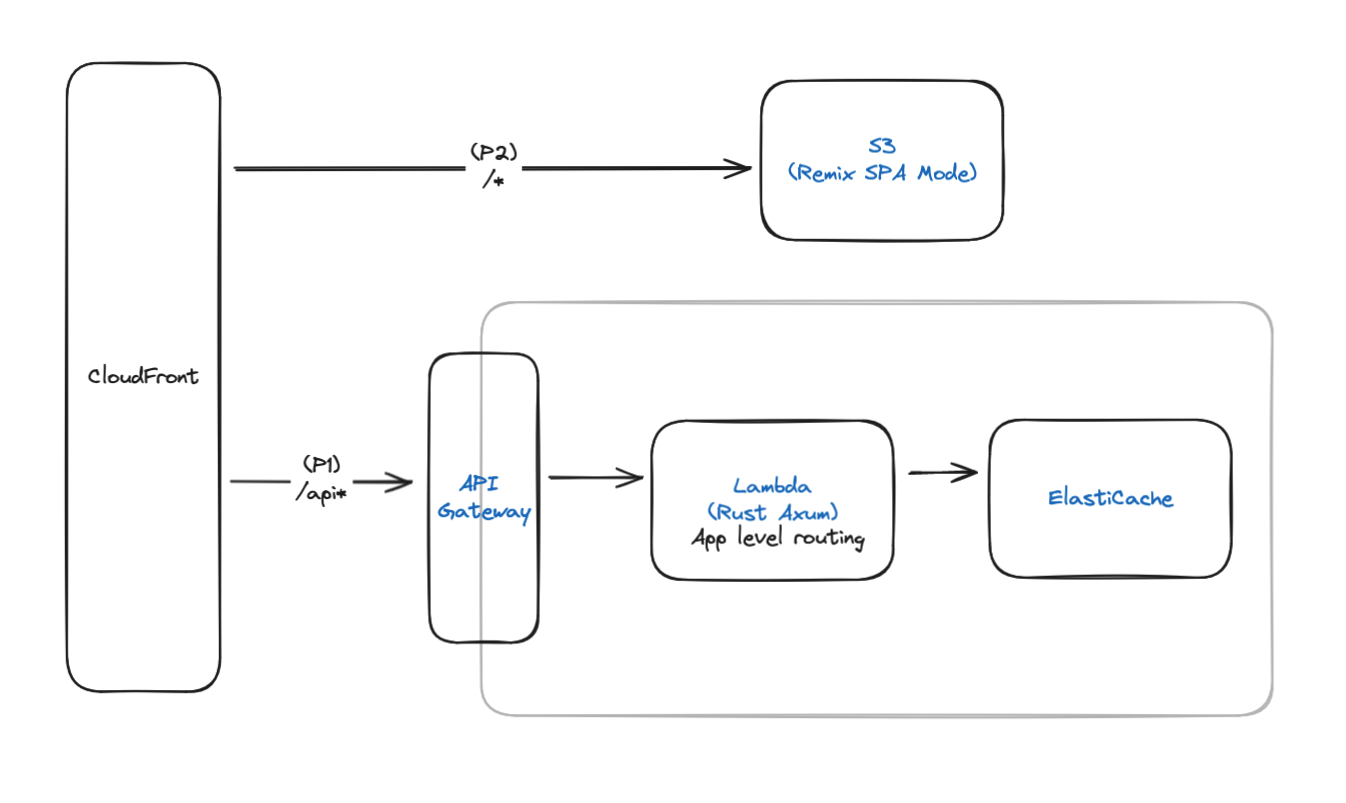 (P2)
/*
S3
(Remix SPA Mode)
CloudFront
(P1)
/api*
API
Gateway
Lambda
(Rust Axum)
App level routing
ElastiCache